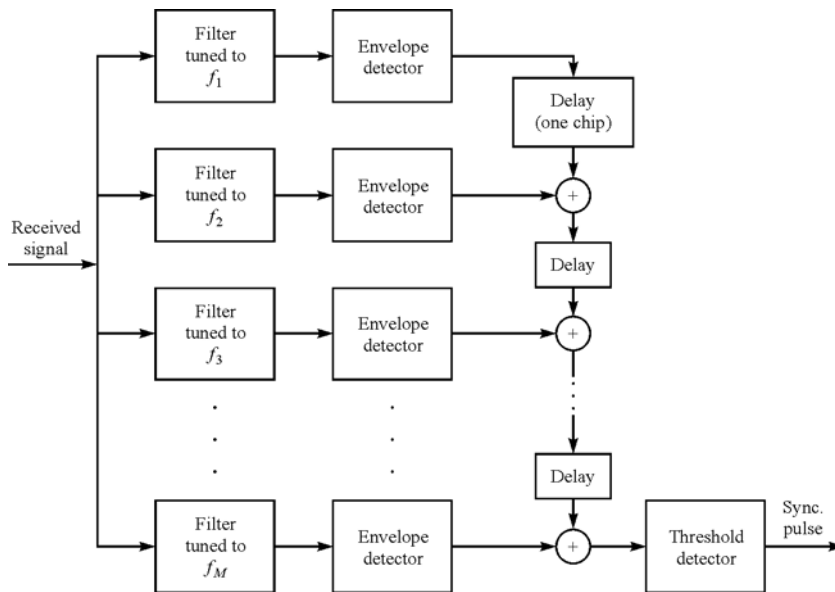 Filter
tuned to
f1
Envelope
detector
Delay
(one chip)
Filter
tuned to
f2
Envelope
detector
+
Received
signal
Delay
Filter
tuned to
f3
Envelope
detector
+
Delay
Filter
tuned to
fM
Envelope
detector
+
Threshold
detector
Sync.
pulse